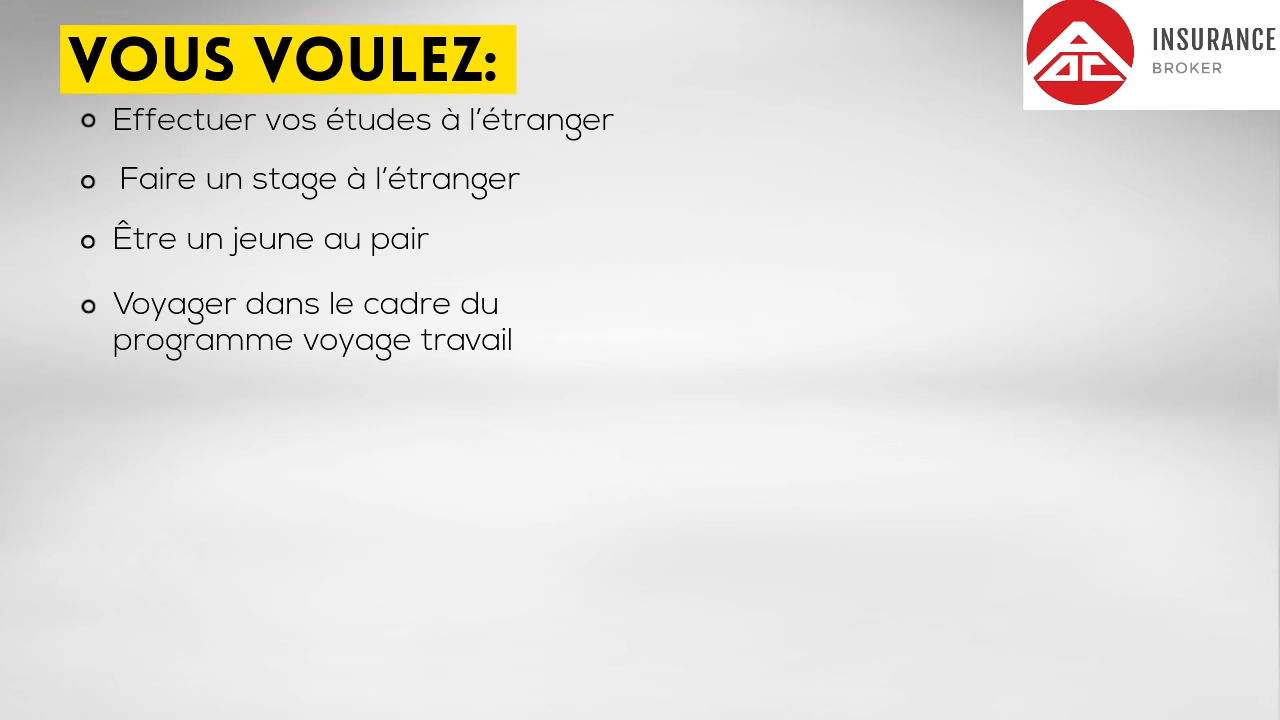 VOUS VOULEZ:
Effectuer vos études à l'étranger
Faire un stage à l'étranger
Être un jeune au pair
Voyager dans le cadre du
programme voyage travail
INSURANCE
BROKER